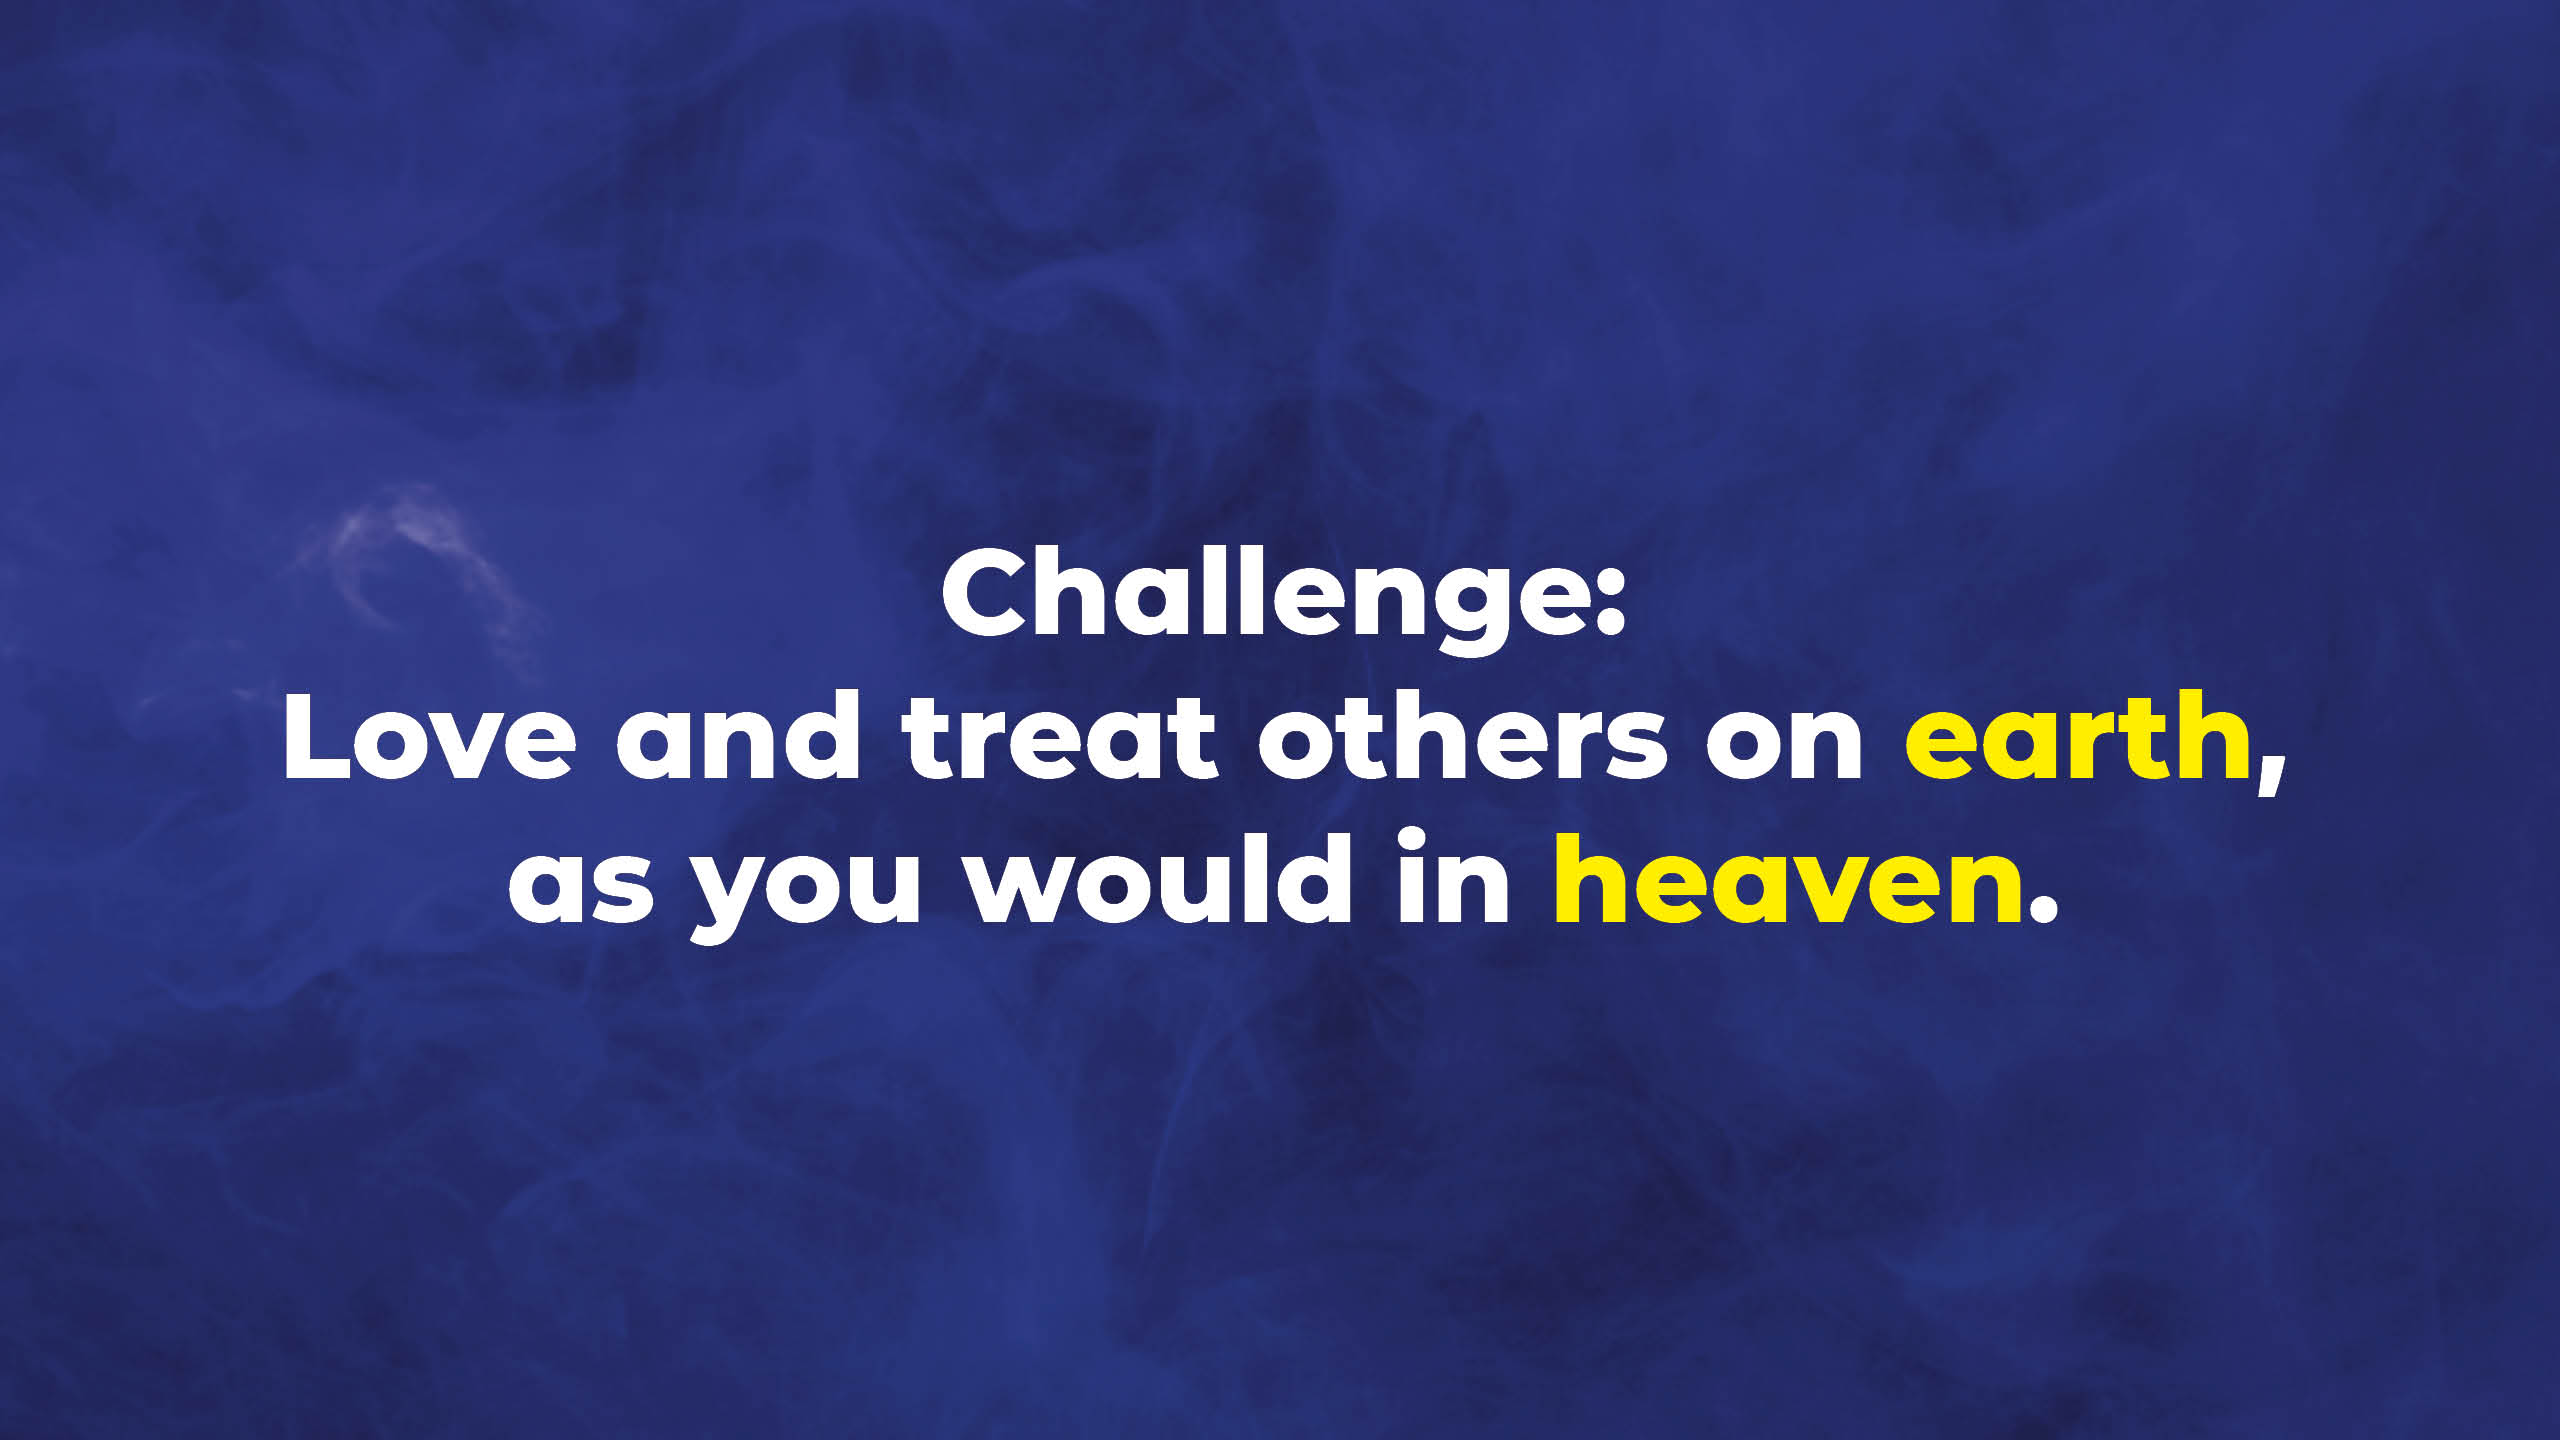 Challenge:
Love and treat others on earth,
as you would in heaven.